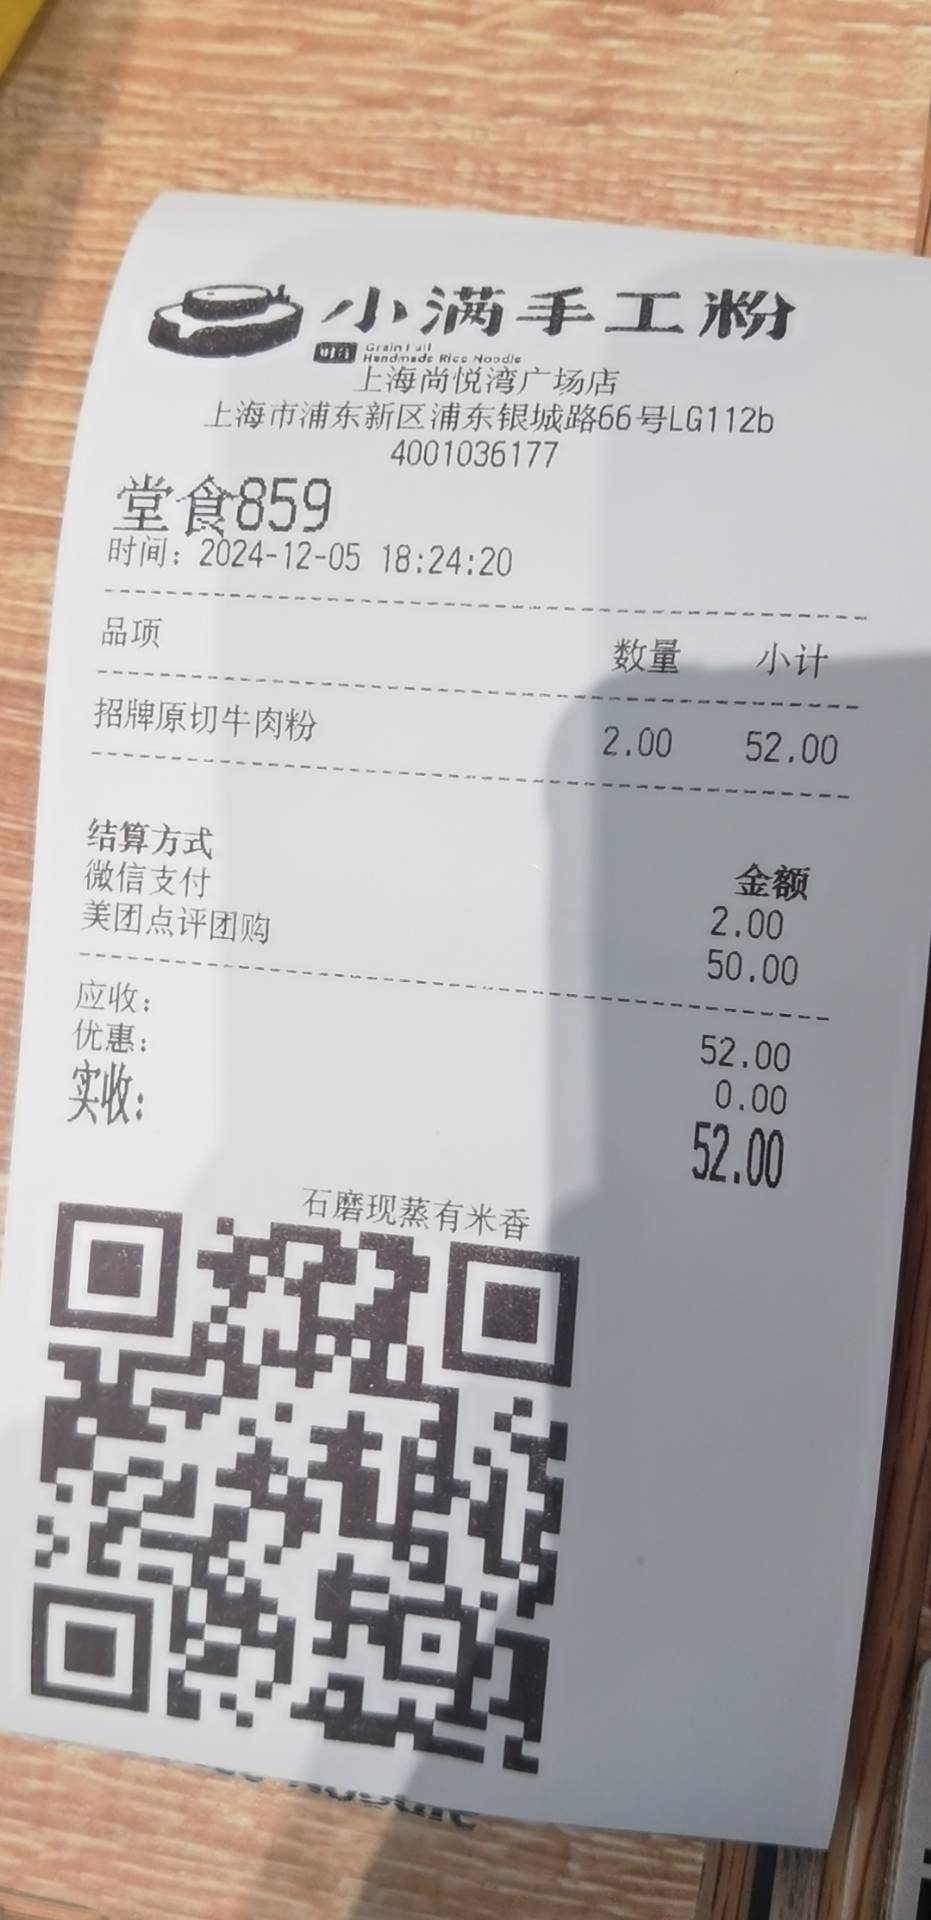 小满手工粉
Grain Full
Handmade Rice Noodle
上海尚悦湾广场店
上海市浦东新区浦东银城路66号LG112b
4001036177
堂食859
时间：2024-12-05 18:24:20
品项 数量 小计
招牌原切牛肉粉 2.00 52.00
结算方式 金额
微信支付 2.00
美团点评团购 50.00
应收： 52.00
优惠： 0.00
实收： 52.00
石磨现蒸有米香
Noodle